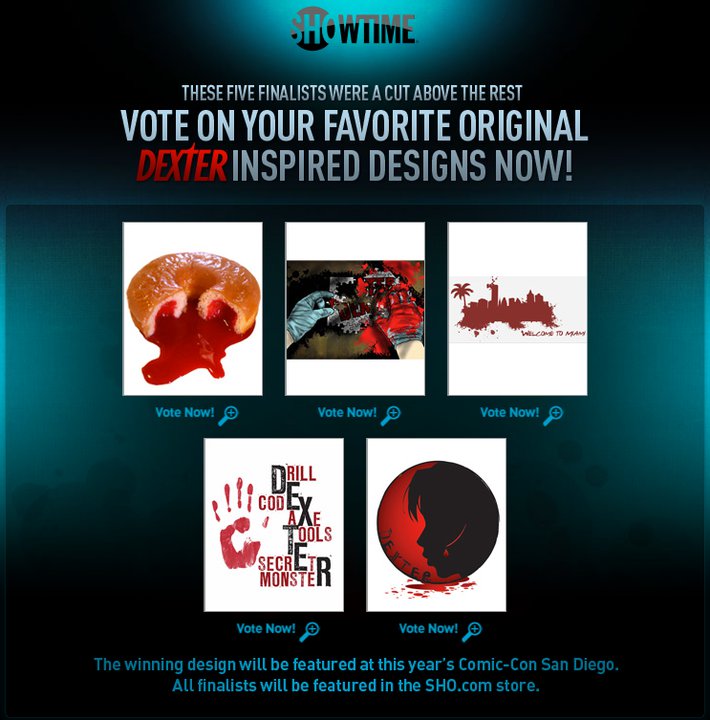 SHOWTIME
THESE FIVE FINALISTS WERE A CUT ABOVE THE REST
VOTE ON YOUR FAVORITE ORIGINAL
DEXTER INSPIRED DESIGNS NOW!
WELCOME TO MIAMI
Vote Now!
Vote Now!
Vote Now!
DRILL
CODE
AXE
TOOLS
SECRET
MONSTER
DEXTER
Vote Now!
Vote Now!
The winning design will be featured at this year's Comic-Con San Diego.
All finalists will be featured in the SHO.com store.